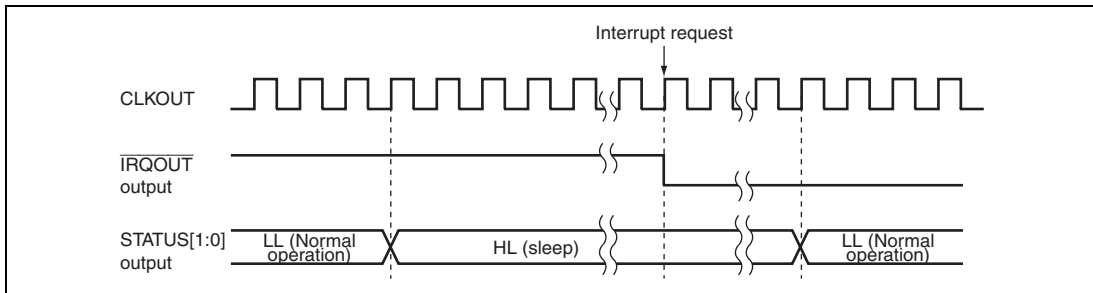 Interrupt request
CLKOUT
IRQOUT
output
STATUS[1:0]
output
LL (Normal
operation)
HL (sleep)
LL (Normal
operation)